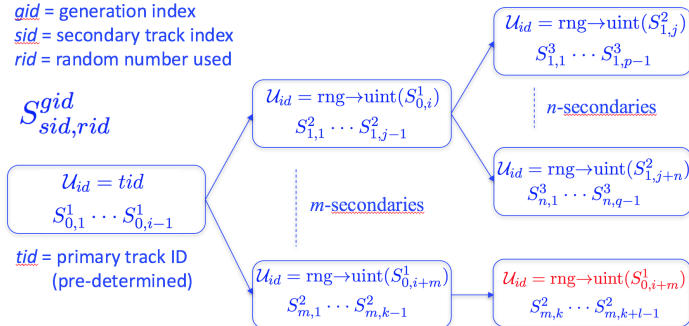 gid = generation index
sid = secondary track index
rid = random number used
S^{gid}_{sid,rid}
U_{id} = tid
S^1_{0,1} ⋯ S^1_{0,i−1}
tid = primary track ID
(pre-determined)
U_{id} = rng→uint(S^1_{0,i})
S^2_{1,1} ⋯ S^2_{1,j−1}
m-secondaries
U_{id} = rng→uint(S^1_{0,i+m})
S^2_{m,1} ⋯ S^2_{m,k−1}
U_{id} = rng→uint(S^2_{1,j})
S^3_{1,1} ⋯ S^3_{1,p−1}
n-secondaries
U_{id} = rng→uint(S^2_{1,j+n})
S^3_{n,1} ⋯ S^3_{n,q−1}
U_{id} = rng→uint(S^1_{0,i+m})
S^2_{m,k} ⋯ S^2_{m,k+l−1}